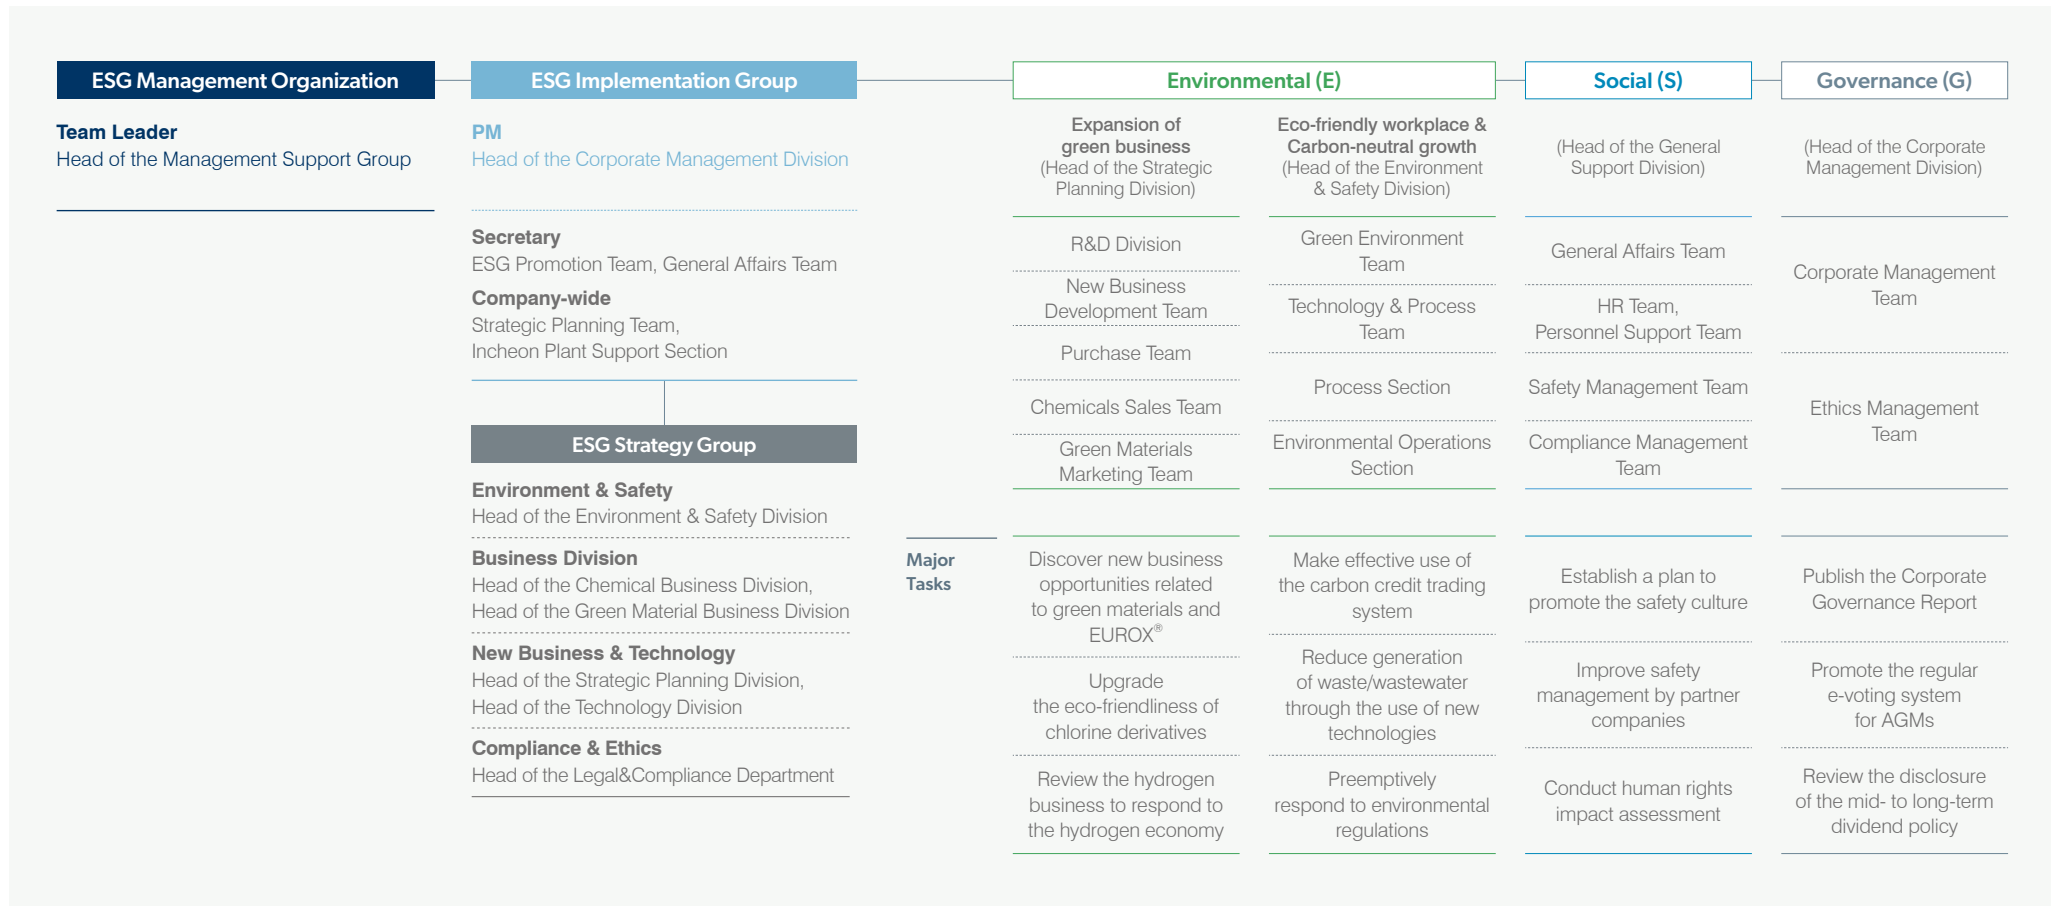 ESG Management Organization
Team Leader
Head of the Management Support Group
ESG Implementation Group
PM
Head of the Corporate Management Division
Secretary
ESG Promotion Team, General Affairs Team
Company-wide
Strategic Planning Team,
Incheon Plant Support Section
ESG Strategy Group
Environment & Safety
Head of the Environment & Safety Division
Business Division
Head of the Chemical Business Division,
Head of the Green Material Business Division
New Business & Technology
Head of the Strategic Planning Division,
Head of the Technology Division
Compliance & Ethics
Head of the Legal&Compliance Department
Environmental (E)
Expansion of
green business
(Head of the Strategic
Planning Division)
R&D Division
New Business
Development Team
Purchase Team
Chemicals Sales Team
Green Materials
Marketing Team
Eco-friendly workplace &
Carbon-neutral growth
(Head of the Environment
& Safety Division)
Green Environment
Team
Technology & Process
Team
Process Section
Environmental Operations
Section
Social (S)
(Head of the General
Support Division)
General Affairs Team
HR Team,
Personnel Support Team
Safety Management Team
Compliance Management
Team
Governance (G)
(Head of the Corporate
Management Division)
Corporate Management
Team
Ethics Management
Team
Major
Tasks
Discover new business
opportunities related
to green materials and
EUROX®
Upgrade
the eco-friendliness of
chlorine derivatives
Review the hydrogen
business to respond to
the hydrogen economy
Make effective use of
the carbon credit trading
system
Reduce generation
of waste/wastewater
through the use of new
technologies
Preemptively
respond to environmental
regulations
Establish a plan to
promote the safety culture
Improve safety
management by partner
companies
Conduct human rights
impact assessment
Publish the Corporate
Governance Report
Promote the regular
e-voting system
for AGMs
Review the disclosure
of the mid- to long-term
dividend policy